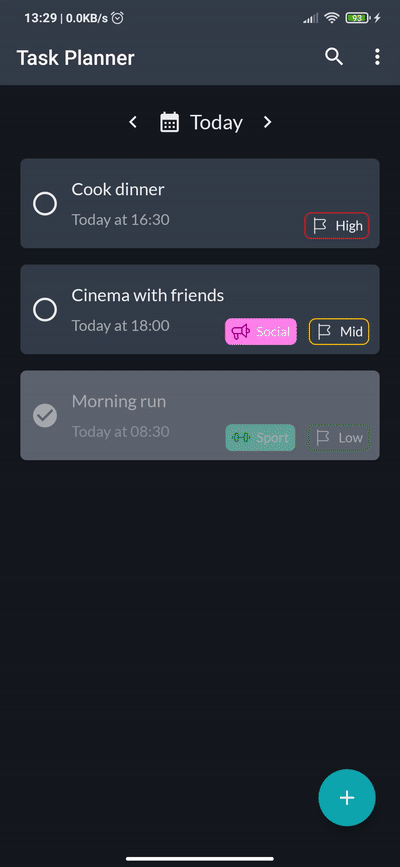 13:29 | 0.0KB/s 93
Task Planner
Today
Cook dinner
Today at 16:30
High
Cinema with friends
Today at 18:00
Social Mid
Morning run
Today at 08:30
Sport Low